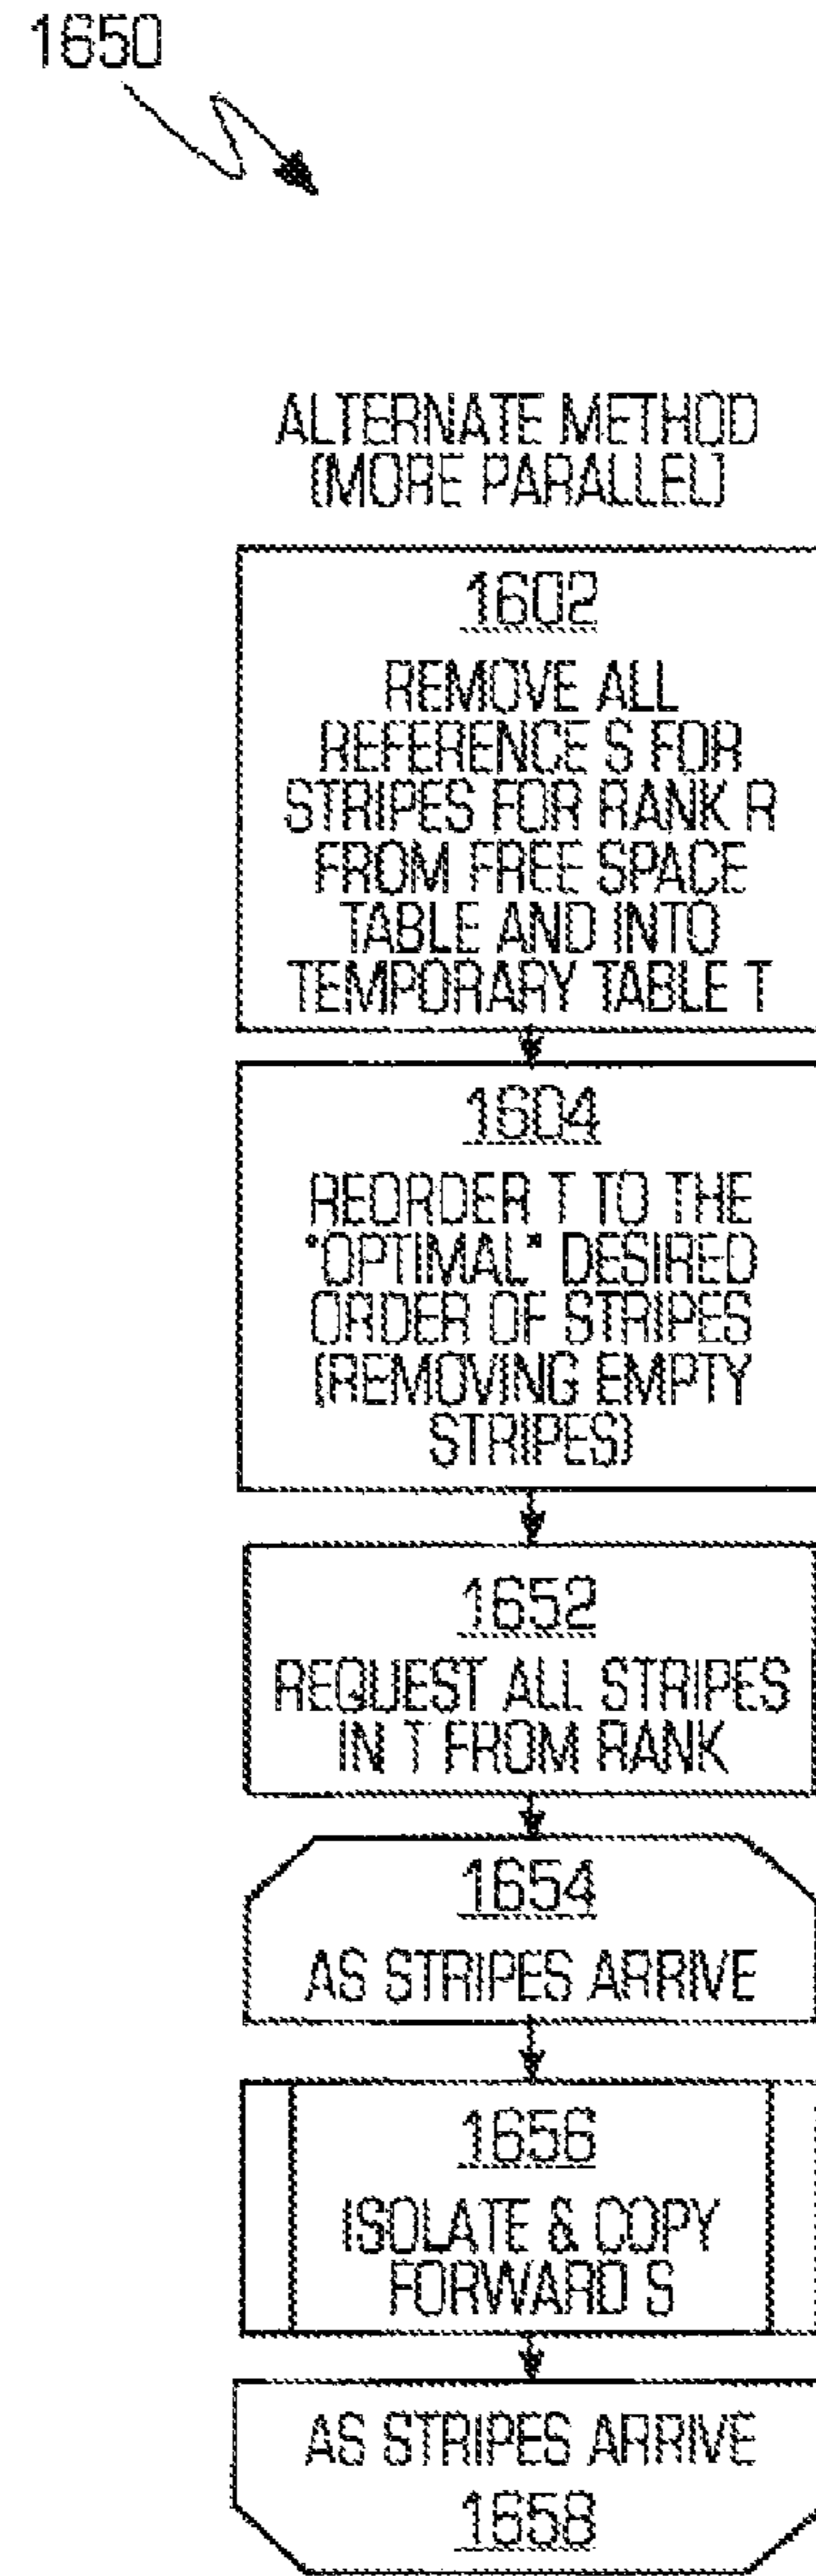 1650
ALTERNATE METHOD
(MORE PARALLEL)
1602
REMOVE ALL
REFERENCE S FOR
STRIPES FOR RANK R
FROM FREE SPACE
TABLE AND INTO
TEMPORARY TABLE T
1604
REORDER T TO THE
"OPTIMAL" DESIRED
ORDER OF STRIPES
(REMOVING EMPTY
STRIPES)
1652
REQUEST ALL STRIPES
IN T FROM RANK
1654
AS STRIPES ARRIVE
1656
ISOLATE & COPY
FORWARD S
AS STRIPES ARRIVE
1658